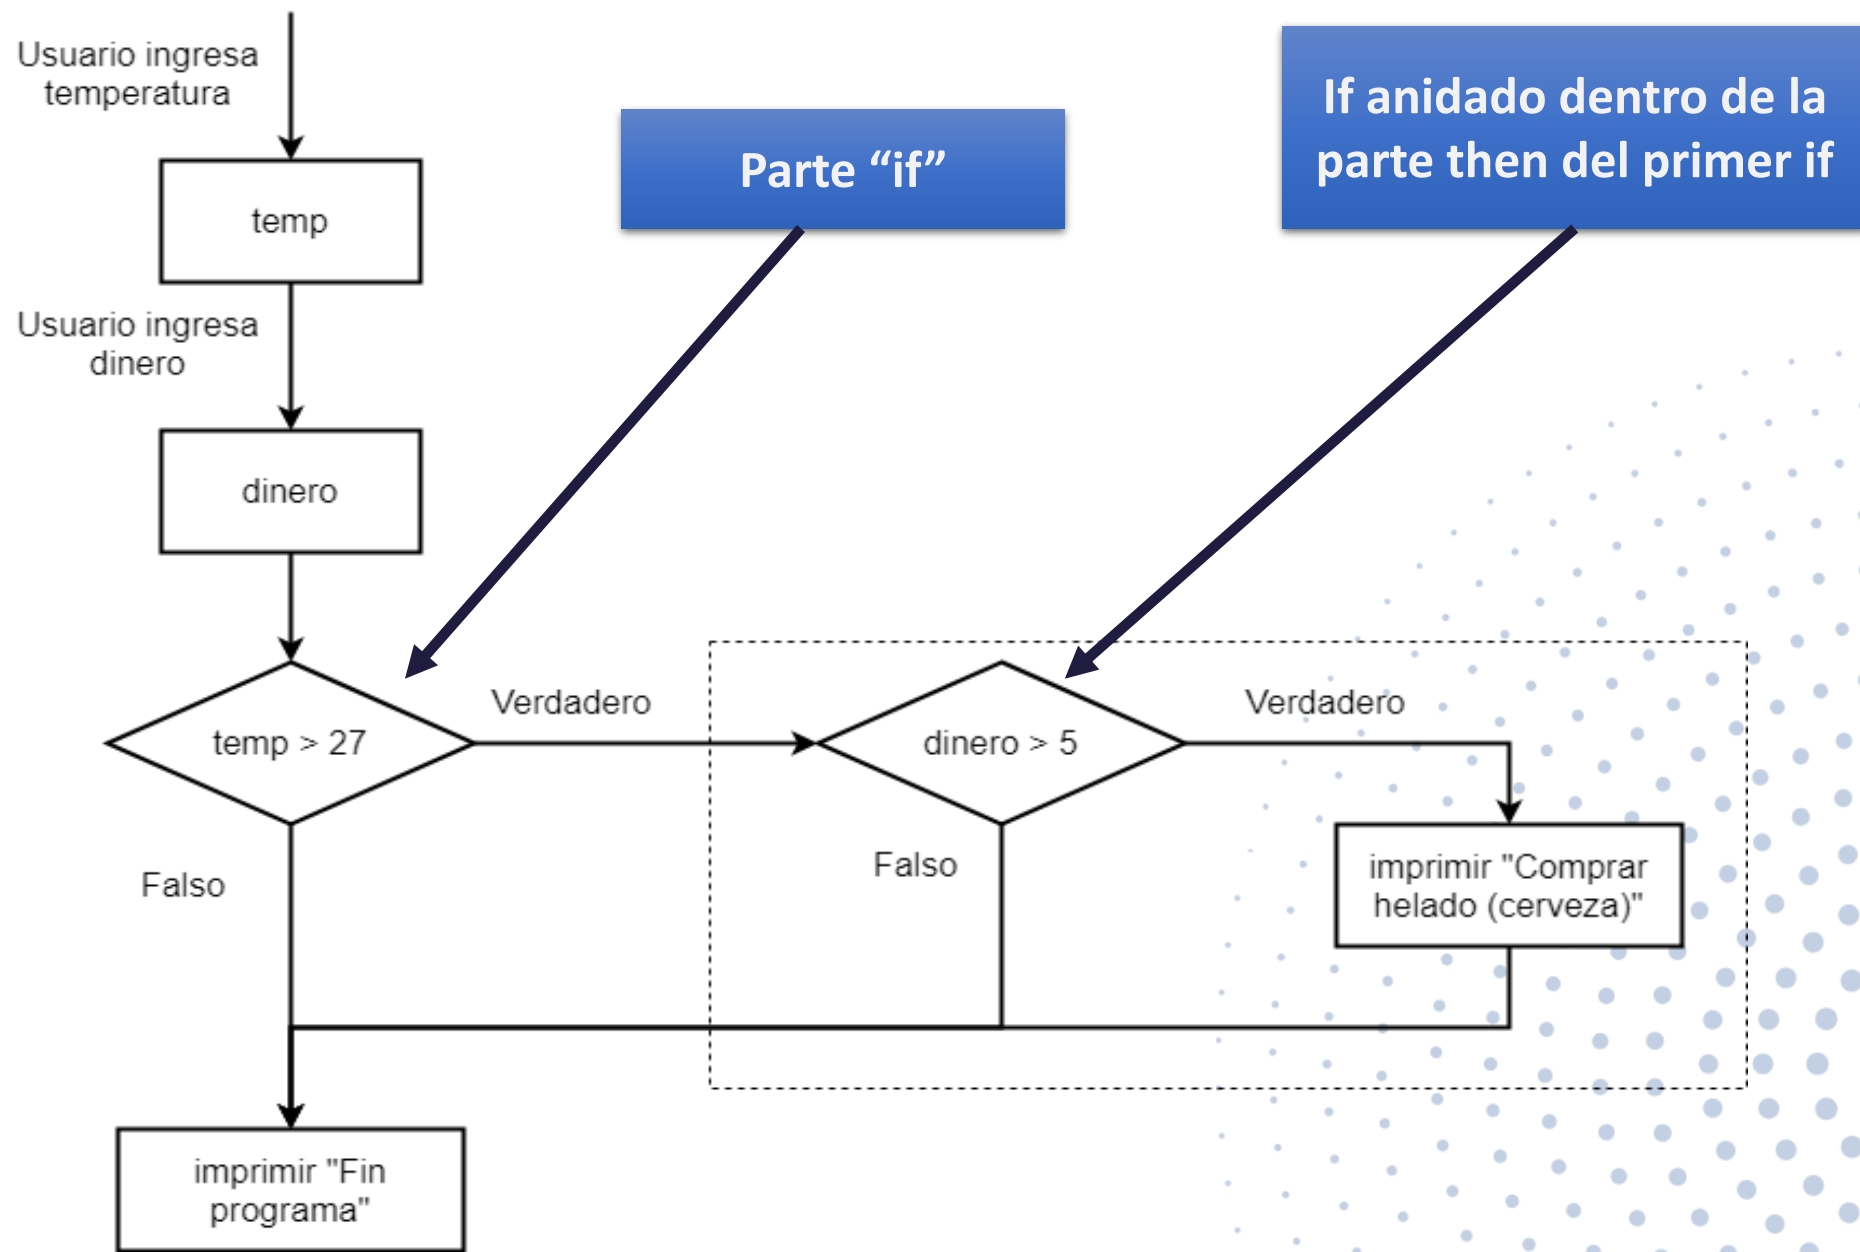 Usuario ingresa
temperatura
temp
Usuario ingresa
dinero
dinero
Parte “if”
If anidado dentro de la
parte then del primer if
temp > 27
Verdadero
Falso
dinero > 5
Verdadero
Falso
imprimir "Comprar
helado (cerveza)"
imprimir "Fin
programa"